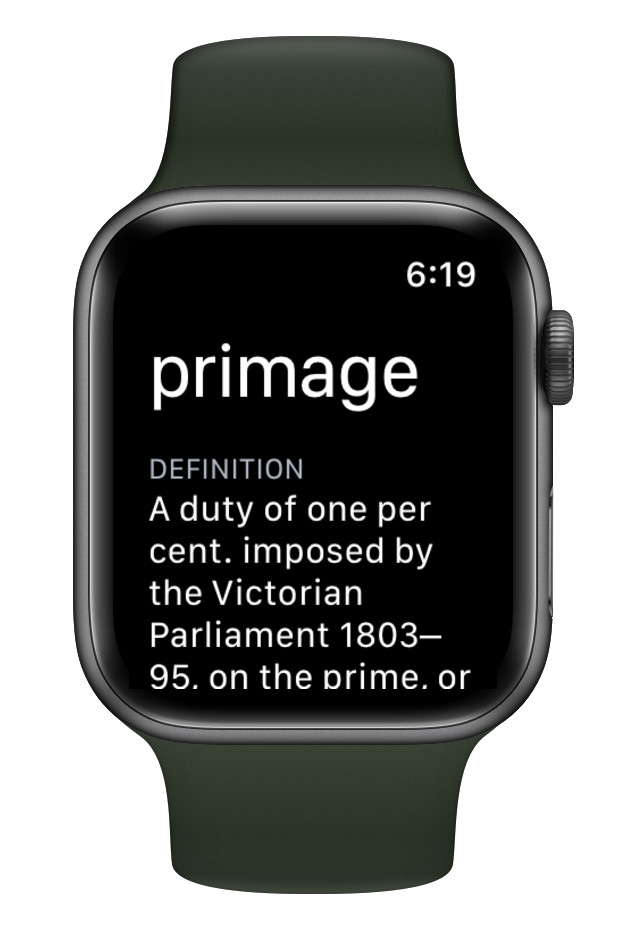 6:19
primage
DEFINITION
A duty of one per
cent. imposed by
the Victorian
Parliament 1803–
95, on the prime, or